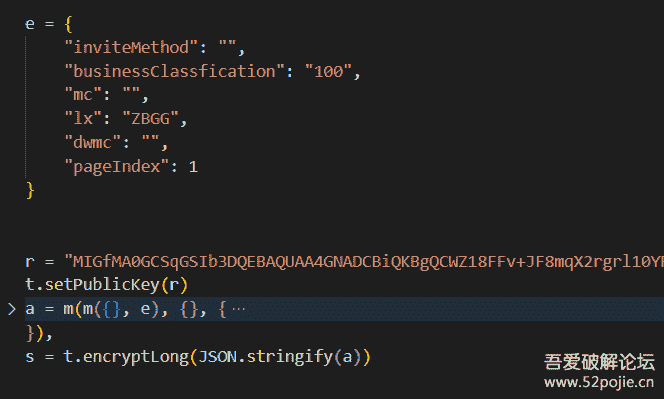 e = {
"inviteMethod": "",
"businessClassfication": "100",
"mc": "",
"lx": "ZBGG",
"dwmc": "",
"pageIndex": 1
}
r = "MIGfMA0GCSqGSIb3DQEBAQUAA4GNADCBiQKBgQCWZ18FFv+JF8mqX2rgrl10Y
t.setPublicKey(r)
> a = m(m({}, e), {}, { ...
}),
s = t.encryptLong(JSON.stringify(a))
吾爱破解论坛
www.52pojie.cn